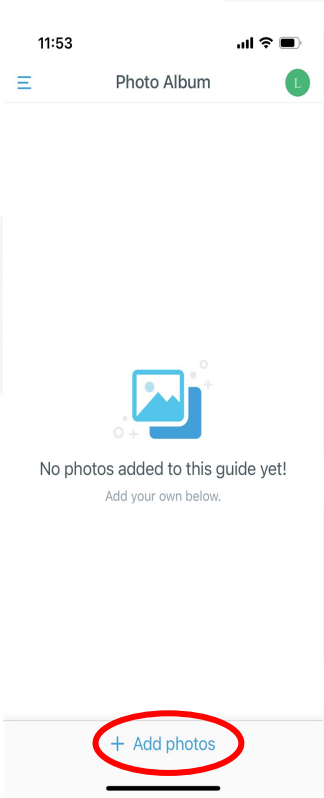 11:53
Photo Album
L
No photos added to this guide yet!
Add your own below.
+ Add photos